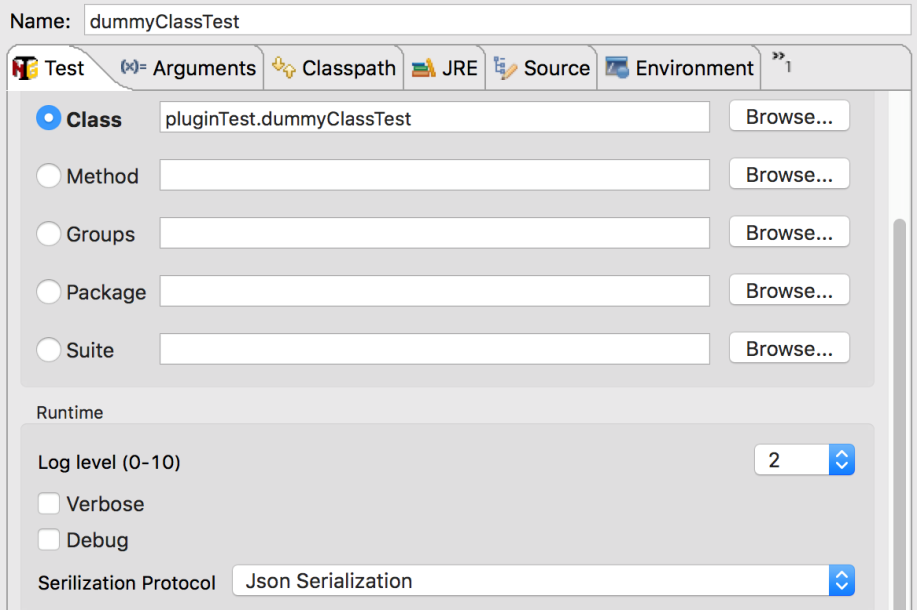 Name: dummyClassTest
Test (x)= Arguments Classpath JRE Source Environment »1
Class pluginTest.dummyClassTest Browse...
Method Browse...
Groups Browse...
Package Browse...
Suite Browse...
Runtime
Log level (0-10) 2
Verbose
Debug
Serilization Protocol Json Serialization